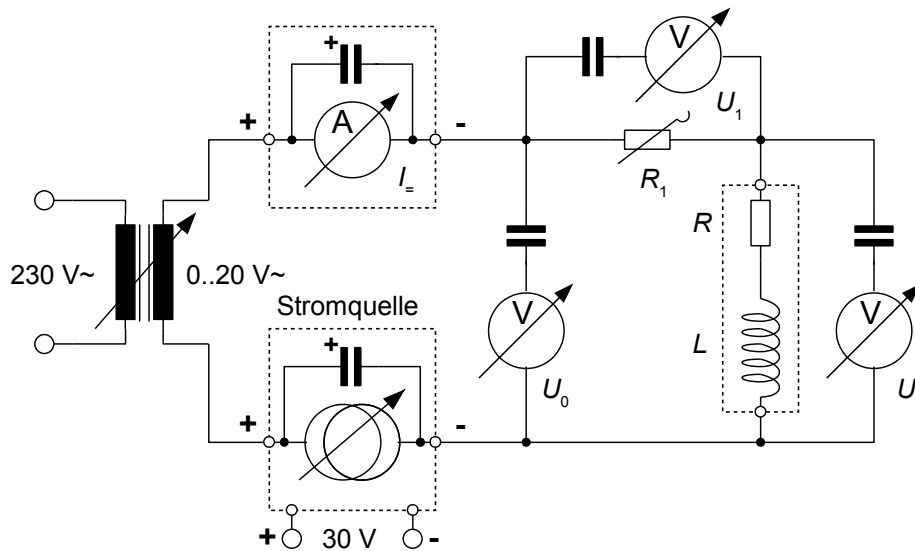 +
A
+
-
I=
V
U1
R1
230 V~
0..20 V~
R
L
Stromquelle
+
V
U0
V
U
+
-
+
30 V
-